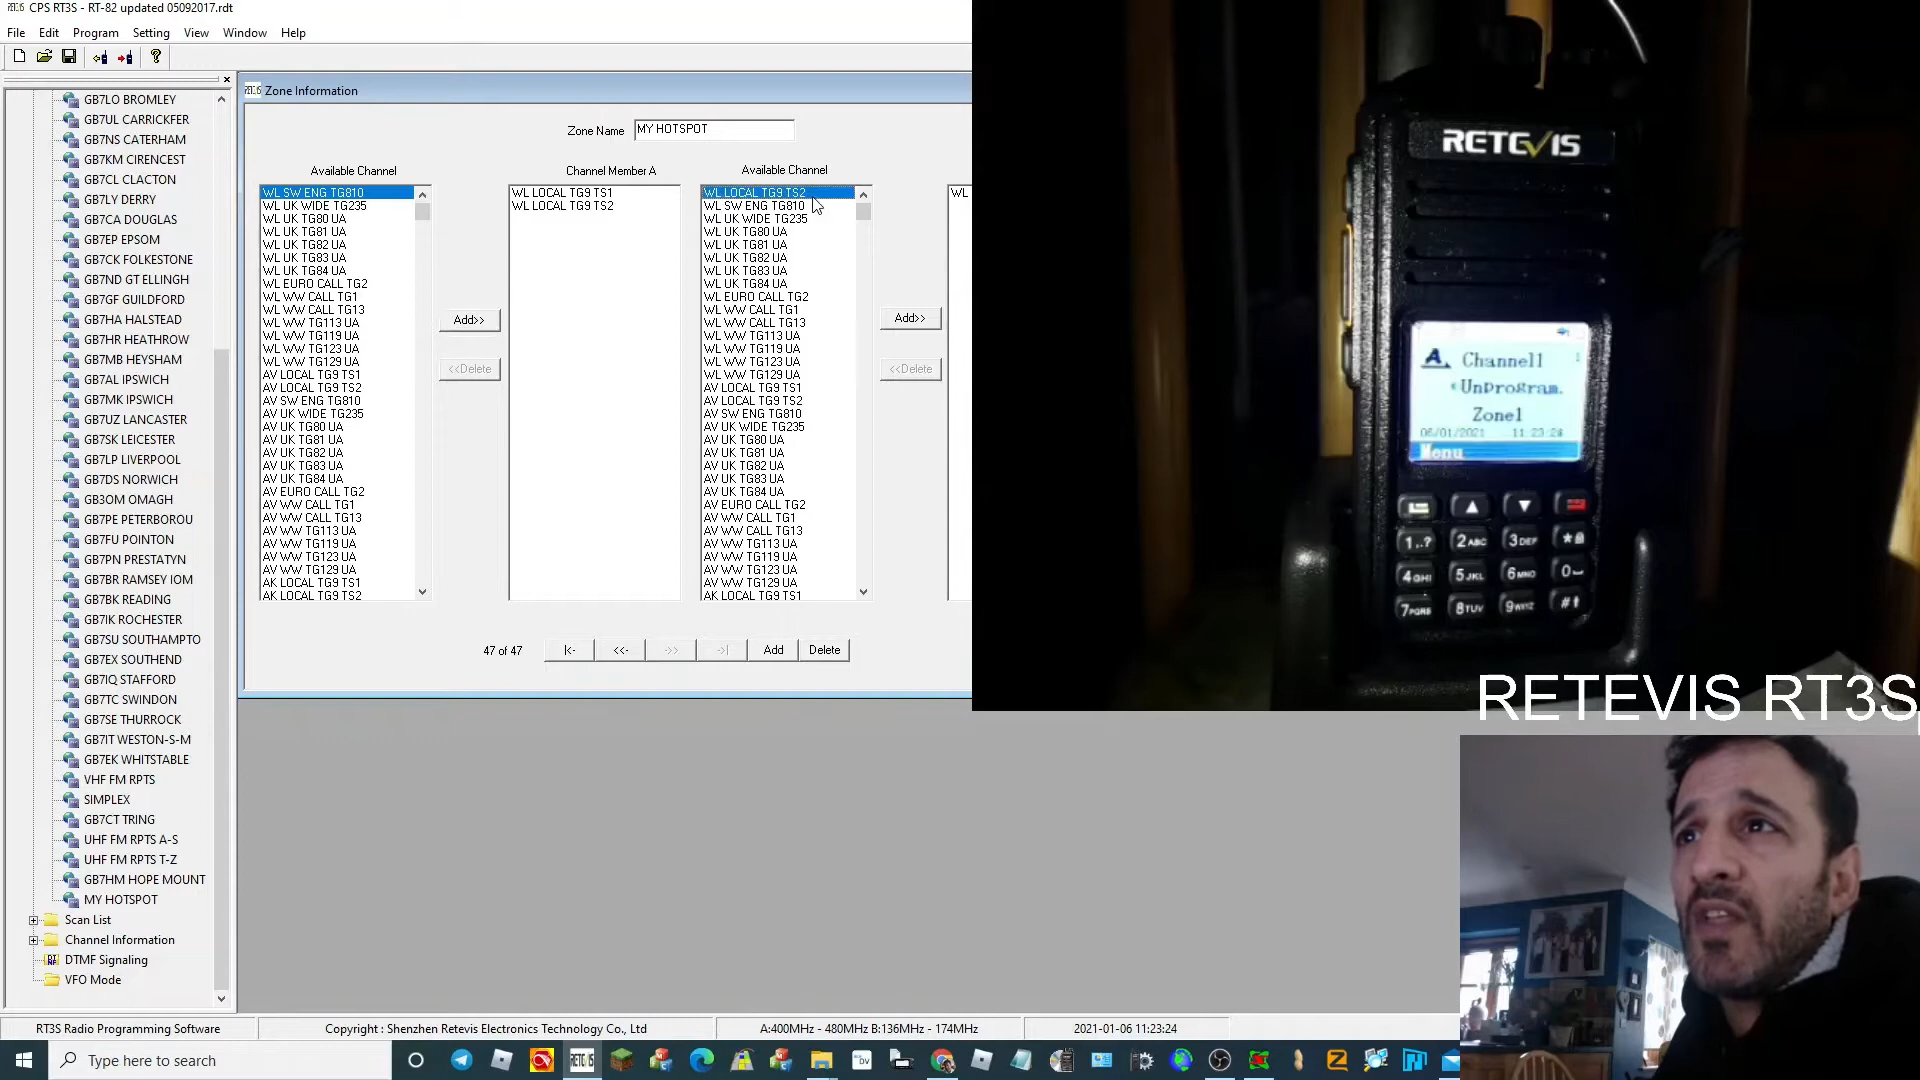 CPS RT3S - RT-82 updated 05092017.rdt
File Edit Program Setting View Window Help
GB7LO BROMLEY
GB7UL CARRICKFER
GB7NS CATERHAM
GB7KM CIRENCEST
GB7CL CLACTON
GB7LY DERRY
GB7CA DOUGLAS
GB7EP EPSOM
GB7CK FOLKESTONE
GB7ND GT ELLINGH
GB7GF GUILDFORD
GB7HA HALSTEAD
GB7HR HEATHROW
GB7MB HEYSHAM
GB7AL IPSWICH
GB7MK IPSWICH
GB7UZ LANCASTER
GB7SK LEICESTER
GB7LP LIVERPOOL
GB7DS NORWICH
GB3OM OMAGH
GB7PE PETERBOROU
GB7FU POINTON
GB7PN PRESTATYN
GB7BR RAMSEY IOM
GB7BK READING
GB7IK ROCHESTER
GB7SU SOUTHAMPTO
GB7EX SOUTHEND
GB7IQ STAFFORD
GB7TC SWINDON
GB7SE THURROCK
GB7IT WESTON-S-M
GB7EK WHITSTABLE
VHF FM RPTS
SIMPLEX
GB7CT TRING
UHF FM RPTS A-S
UHF FM RPTS T-Z
GB7HM HOPE MOUNT
MY HOTSPOT
Scan List
Channel Information
DTMF Signaling
VFO Mode
Zone Information
Zone Name MY HOTSPOT
Available Channel
WL SW ENG TG810
WL UK WIDE TG235
WL UK TG80 UA
WL UK TG81 UA
WL UK TG82 UA
WL UK TG83 UA
WL UK TG84 UA
WL EURO CALL TG2
WL WW CALL TG1
WL WW CALL TG13
WL WW TG113 UA
WL WW TG119 UA
WL WW TG123 UA
WL WW TG129 UA
AV LOCAL TG9 TS1
AV LOCAL TG9 TS2
AV SW ENG TG810
AV UK WIDE TG235
AV UK TG80 UA
AV UK TG81 UA
AV UK TG82 UA
AV UK TG83 UA
AV UK TG84 UA
AV EURO CALL TG2
AV WW CALL TG1
AV WW CALL TG13
AV WW TG113 UA
AV WW TG119 UA
AV WW TG123 UA
AV WW TG129 UA
AK LOCAL TG9 TS1
AK LOCAL TG9 TS2
Add>>
<<Delete
Channel Member A
WL LOCAL TG9 TS1
WL LOCAL TG9 TS2
Available Channel
WL LOCAL TG9 TS2
WL SW ENG TG810
WL UK WIDE TG235
WL UK TG80 UA
WL UK TG81 UA
WL UK TG82 UA
WL UK TG83 UA
WL UK TG84 UA
WL EURO CALL TG2
WL WW CALL TG1
WL WW CALL TG13
WL WW TG113 UA
WL WW TG119 UA
WL WW TG123 UA
WL WW TG129 UA
AV LOCAL TG9 TS1
AV LOCAL TG9 TS2
AV SW ENG TG810
AV UK WIDE TG235
AV UK TG80 UA
AV UK TG81 UA
AV UK TG82 UA
AV UK TG83 UA
AV UK TG84 UA
AV EURO CALL TG2
AV WW CALL TG1
AV WW CALL TG13
AV WW TG113 UA
AV WW TG119 UA
AV WW TG123 UA
AV WW TG129 UA
AK LOCAL TG9 TS1
Add>>
<<Delete
WL
47 of 47 |<- <<- ->> ->| Add Delete
RETEVIS
A Channel1
Unprogram.
Zone1
06/01/2021 11:23:24
Menu
1,.? 2ABC 3DEF *
4GHI 5JKL 6MNO 0
7PQRS 8TUV 9WXYZ #
RETEVIS RT3S
RT3S Radio Programming Software
Copyright : Shenzhen Retevis Electronics Technology Co., Ltd
A:400MHz - 480MHz B:136MHz - 174MHz
2021-01-06 11:23:24
Type here to search